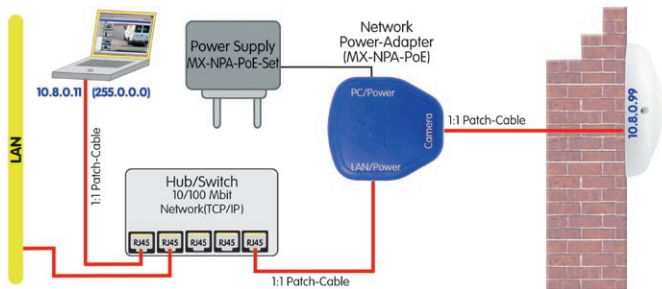 LAN
10.8.0.11 (255.0.0.0)
Power Supply
MX-NPA-PoE-Set
Network
Power-Adapter
(MX-NPA-PoE)
PC/Power
Camera
LAN/Power
1:1 Patch-Cable
10.8.0.99
1:1 Patch-Cable
Hub/Switch
10/100 Mbit
Network(TCP/IP)
RJ45
RJ45
RJ45
RJ45
RJ45
1:1 Patch-Cable